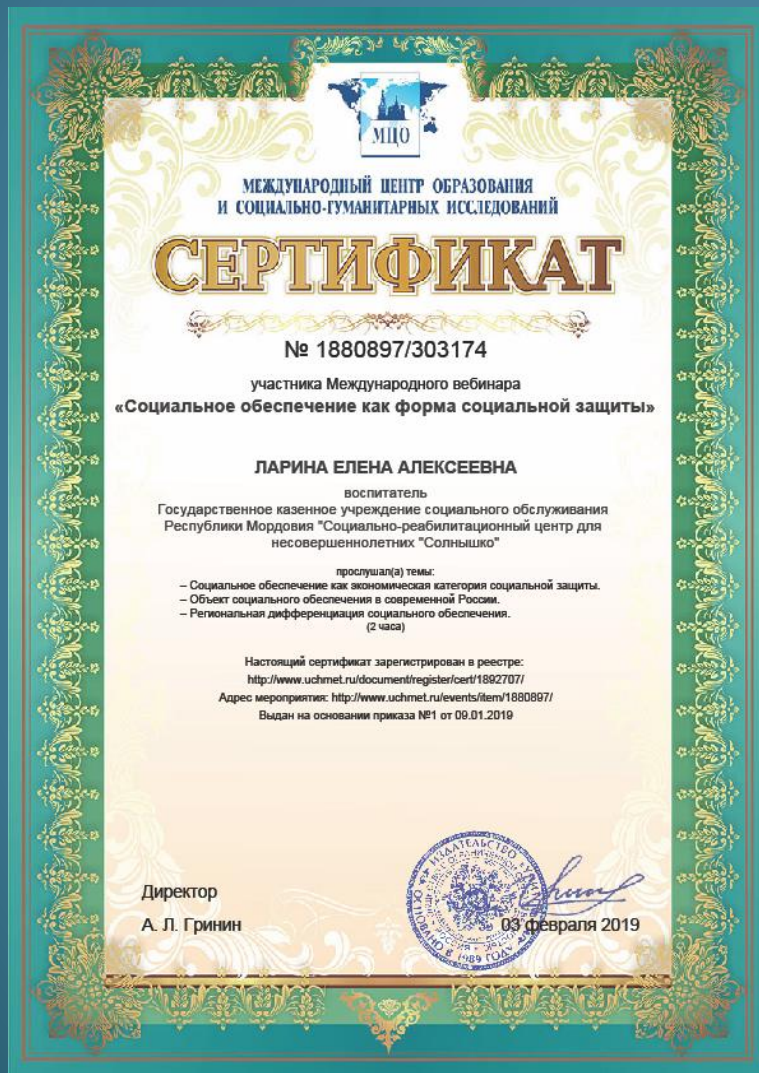 МЦО
МЕЖДУНАРОДНЫЙ ЦЕНТР ОБРАЗОВАНИЯ
И СОЦИАЛЬНО-ГУМАНИТАРНЫХ ИССЛЕДОВАНИЙ
СЕРТИФИКАТ
№ 1880897/303174
участника Международного вебинара
«Социальное обеспечение как форма социальной защиты»
ЛАРИНА ЕЛЕНА АЛЕКСЕЕВНА
воспитатель
Государственное казенное учреждение социального обслуживания
Республики Мордовия "Социально-реабилитационный центр для
несовершеннолетних "Солнышко"
прослушал(а) темы:
– Социальное обеспечение как экономическая категория социальной защиты.
– Объект социального обеспечения в современной России.
– Региональная дифференциация социального обеспечения.
(2 часа)
Настоящий сертификат зарегистрирован в реестре:
http://www.uchmet.ru/document/register/cert/1892707/
Адрес мероприятия: http://www.uchmet.ru/events/item/1880897/
Выдан на основании приказа №1 от 09.01.2019
ИЗДАТЕЛЬСТВО
ОСНОВАНО В 1989 ГОДУ
Директор
А. Л. Гринин
03 февраля 2019